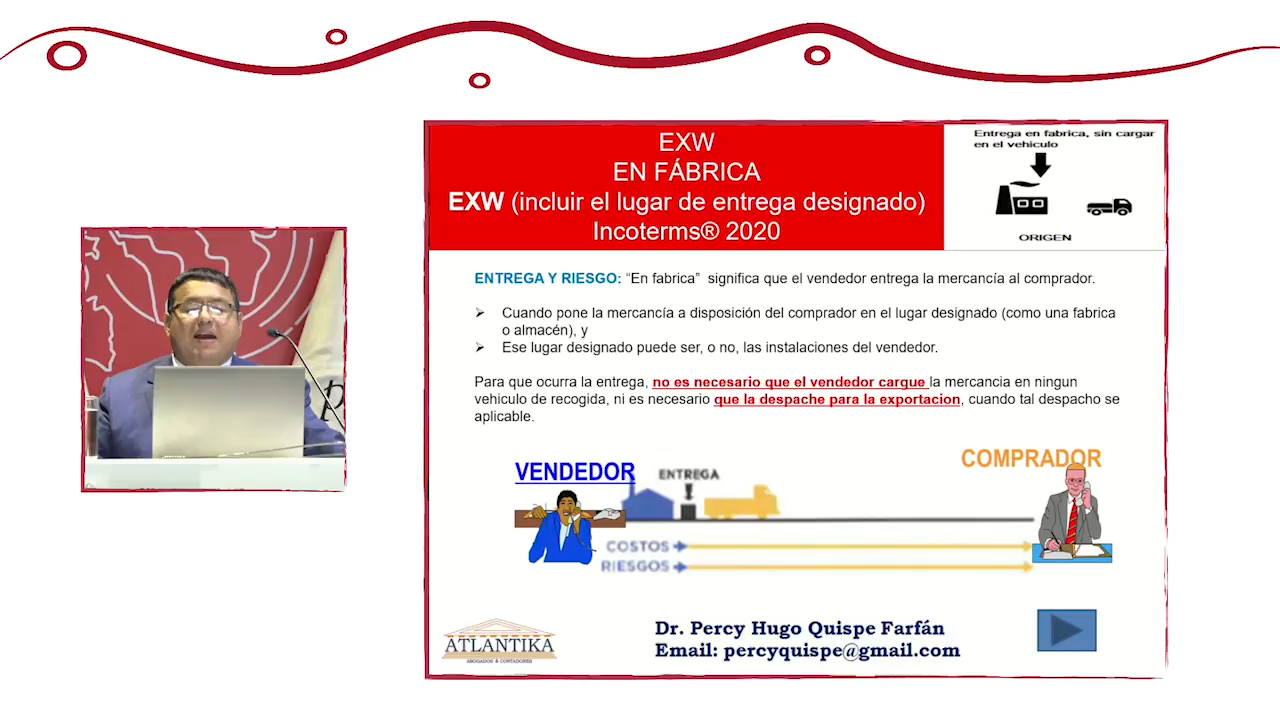 EXW
EN FÁBRICA
EXW (incluir el lugar de entrega designado)
Incoterms® 2020
Entrega en fabrica, sin cargar
en el vehiculo
ORIGEN
ENTREGA Y RIESGO: “En fabrica” significa que el vendedor entrega la mercancía al comprador.
Cuando pone la mercancía a disposición del comprador en el lugar designado (como una fabrica
o almacén), y
Ese lugar designado puede ser, o no, las instalaciones del vendedor.
Para que ocurra la entrega, no es necesario que el vendedor cargue la mercancia en ningun
vehiculo de recogida, ni es necesario que la despache para la exportacion, cuando tal despacho se
aplicable.
VENDEDOR
ENTREGA
COMPRADOR
COSTOS
RIESGOS
ATLANTIKA
ABOGADOS & CONTADORES
Dr. Percy Hugo Quispe Farfán
Email: percyquispe@gmail.com